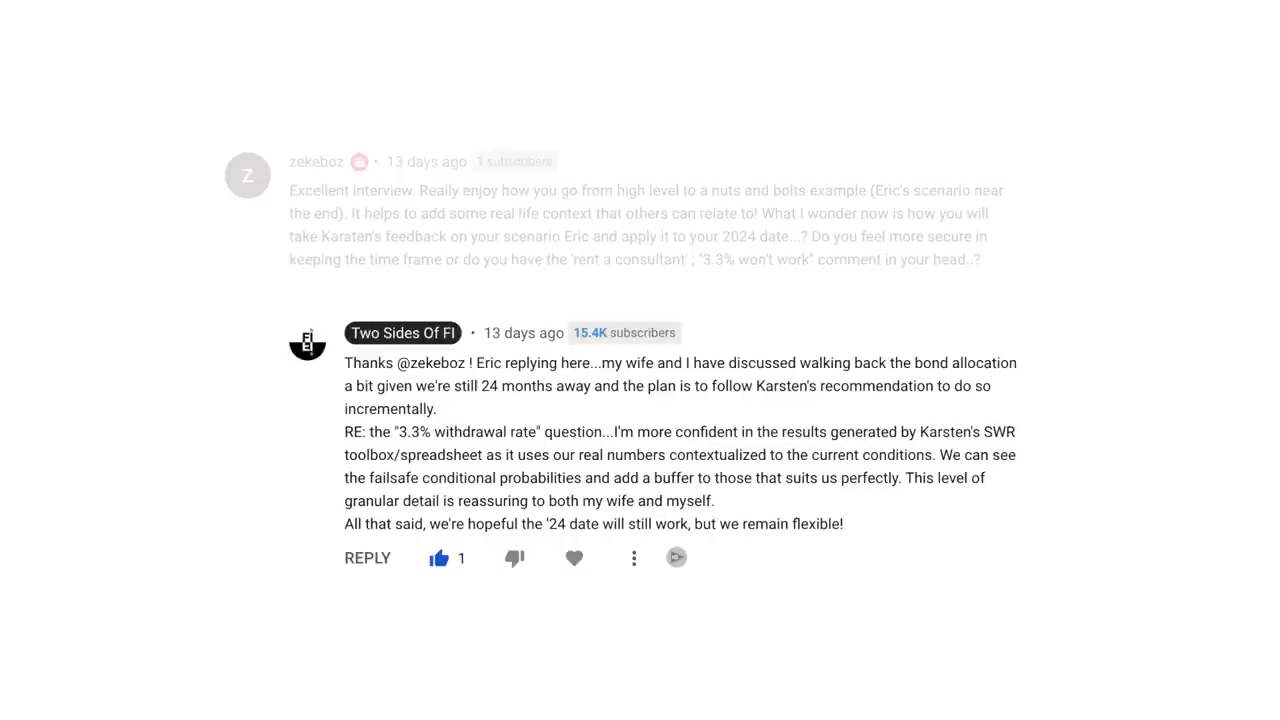 Z
zekeboz • 13 days ago 1 subscribers
Excellent interview. Really enjoy how you go from high level to a nuts and bolts example (Eric's scenario near
the end). It helps to add some real life context that others can relate to! What I wonder now is how you will
take Karsten's feedback on your scenario Eric and apply it to your 2024 date...? Do you feel more secure in
keeping the time frame or do you have the 'rent a consultant' , "3.3% won't work" comment in your head..?
FI
FI
Two Sides Of FI • 13 days ago 15.4K subscribers
Thanks @zekeboz ! Eric replying here...my wife and I have discussed walking back the bond allocation
a bit given we're still 24 months away and the plan is to follow Karsten's recommendation to do so
incrementally.
RE: the "3.3% withdrawal rate" question...I'm more confident in the results generated by Karsten's SWR
toolbox/spreadsheet as it uses our real numbers contextualized to the current conditions. We can see
the failsafe conditional probabilities and add a buffer to those that suits us perfectly. This level of
granular detail is reassuring to both my wife and myself.
All that said, we're hopeful the '24 date will still work, but we remain flexible!
REPLY 1